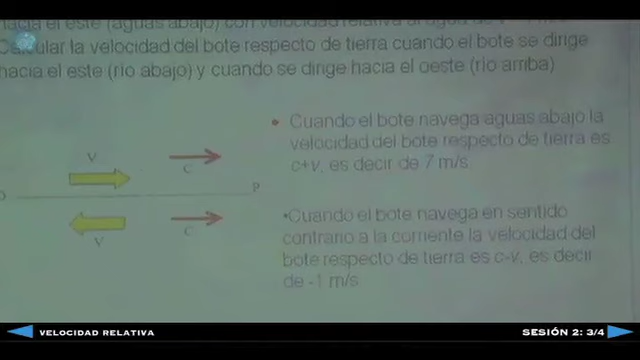 hacia el este (aguas abajo) con velocidad relativa al agua de
Calcular la velocidad del bote respecto de tierra cuando el bote se dirige
hacia el este (río abajo) y cuando se dirige hacia el oeste (río arriba)
• Cuando el bote navega aguas abajo la
velocidad del bote respecto de tierra es
c+v, es decir de 7 m/s
V
C
P
•Cuando el bote navega en sentido
contrario a la corriente la velocidad del
bote respecto de tierra es c-v, es decir
de -1 m/s
V
C
VELOCIDAD RELATIVA
SESIÓN 2: 3/4